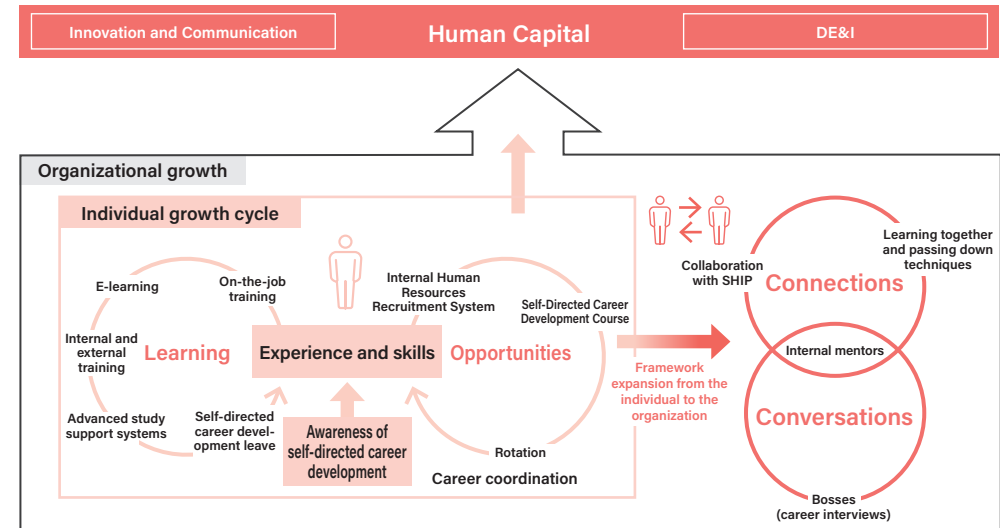 Innovation and Communication
Human Capital
DE&I
Organizational growth
Individual growth cycle
E-learning
On-the-job
training
Internal and
external
training
Learning
Advanced study
support systems
Self-directed
career devel-
opment leave
Experience and skills
Awareness of
self-directed career
development
Internal Human
Resources
Recruitment System
Opportunities
Self-Directed Career
Development Course
Rotation
Career coordination
Framework
expansion from the
individual to the
organization
Collaboration
with SHIP
Learning together
and passing down
techniques
Connections
Internal mentors
Conversations
Bosses
(career interviews)